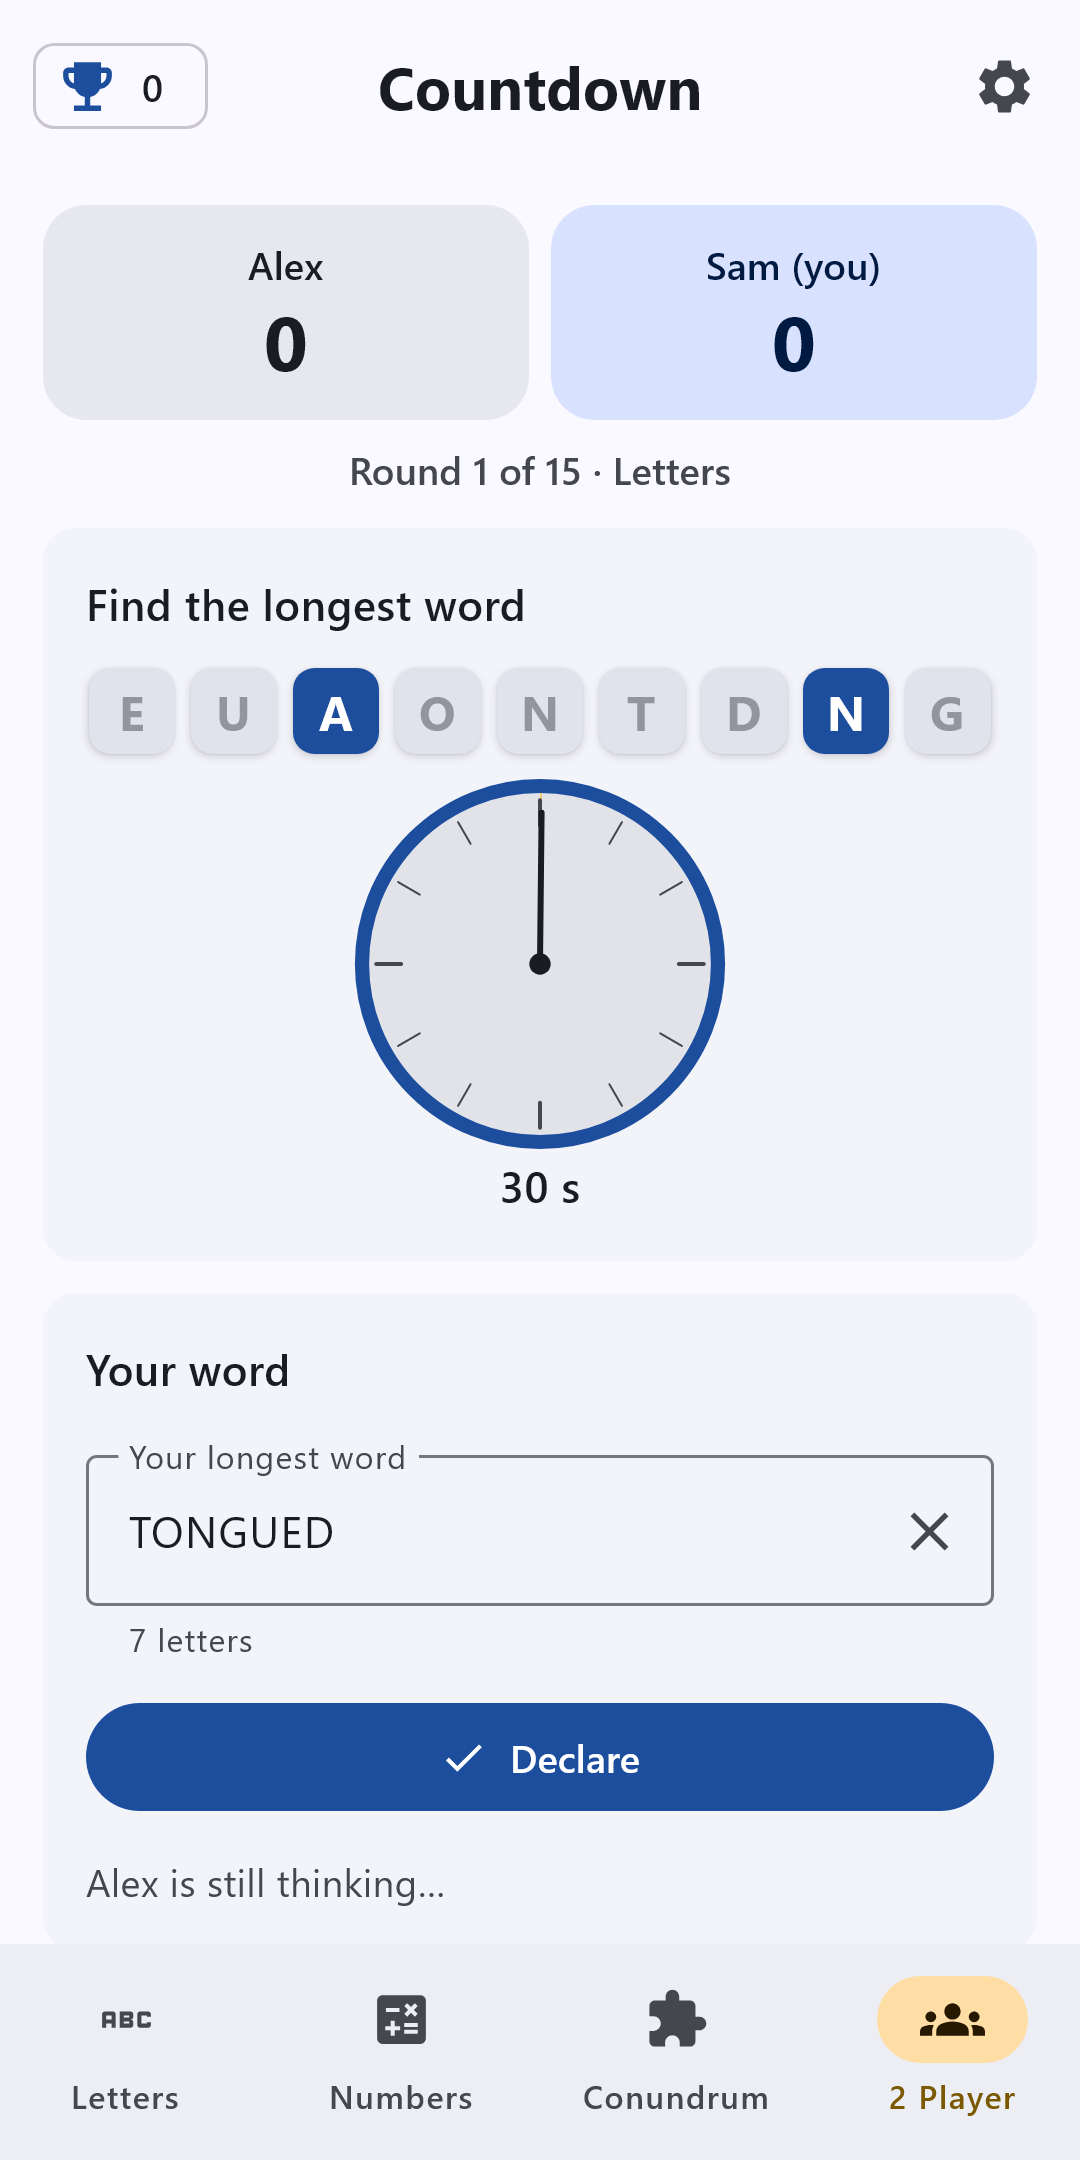 0
Countdown
Alex
0
Sam (you)
0
Round 1 of 15 · Letters
Find the longest word
E U A O N T D N G
30 s
Your word
Your longest word
TONGUED
7 letters
Declare
Alex is still thinking…
ABC
Letters
Numbers
Conundrum
2 Player